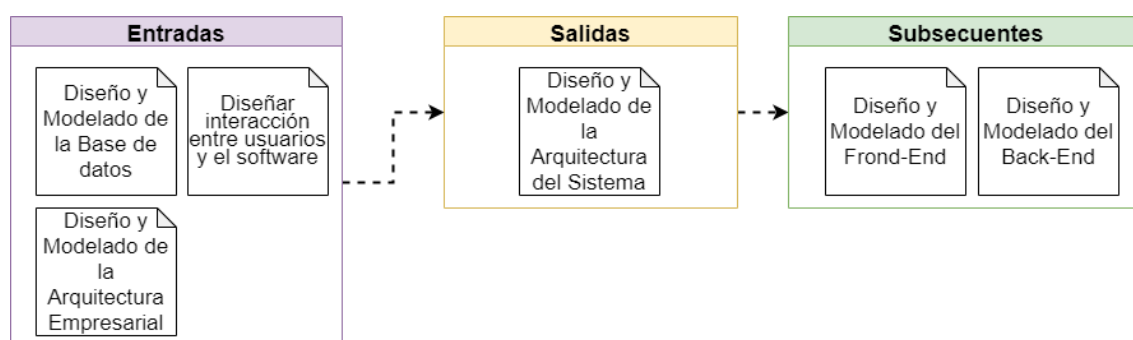 Entradas
Diseño y
Modelado de
la Base de
datos
Diseñar
interacción
entre usuarios
y el software
Diseño y
Modelado de
la
Arquitectura
Empresarial
Salidas
Diseño y
Modelado de
la
Arquitectura
del Sistema
Subsecuentes
Diseño y
Modelado del
Frond-End
Diseño y
Modelado del
Back-End